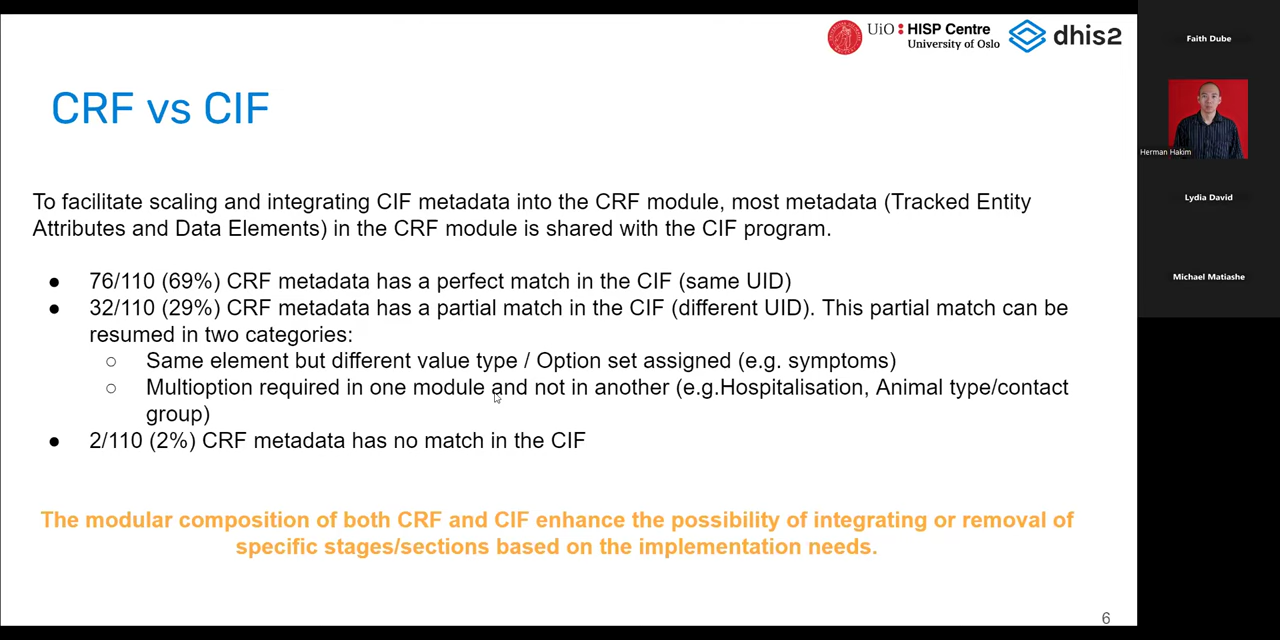 UiO : HISP Centre
University of Oslo
dhis2
CRF vs CIF
To facilitate scaling and integrating CIF metadata into the CRF module, most metadata (Tracked Entity
Attributes and Data Elements) in the CRF module is shared with the CIF program.
● 76/110 (69%) CRF metadata has a perfect match in the CIF (same UID)
● 32/110 (29%) CRF metadata has a partial match in the CIF (different UID). This partial match can be
resumed in two categories:
○ Same element but different value type / Option set assigned (e.g. symptoms)
○ Multioption required in one module and not in another (e.g.Hospitalisation, Animal type/contact
group)
● 2/110 (2%) CRF metadata has no match in the CIF
The modular composition of both CRF and CIF enhance the possibility of integrating or removal of
specific stages/sections based on the implementation needs.
6
Faith Dube
Herman Hakim
Lydia David
Michael Matiashe